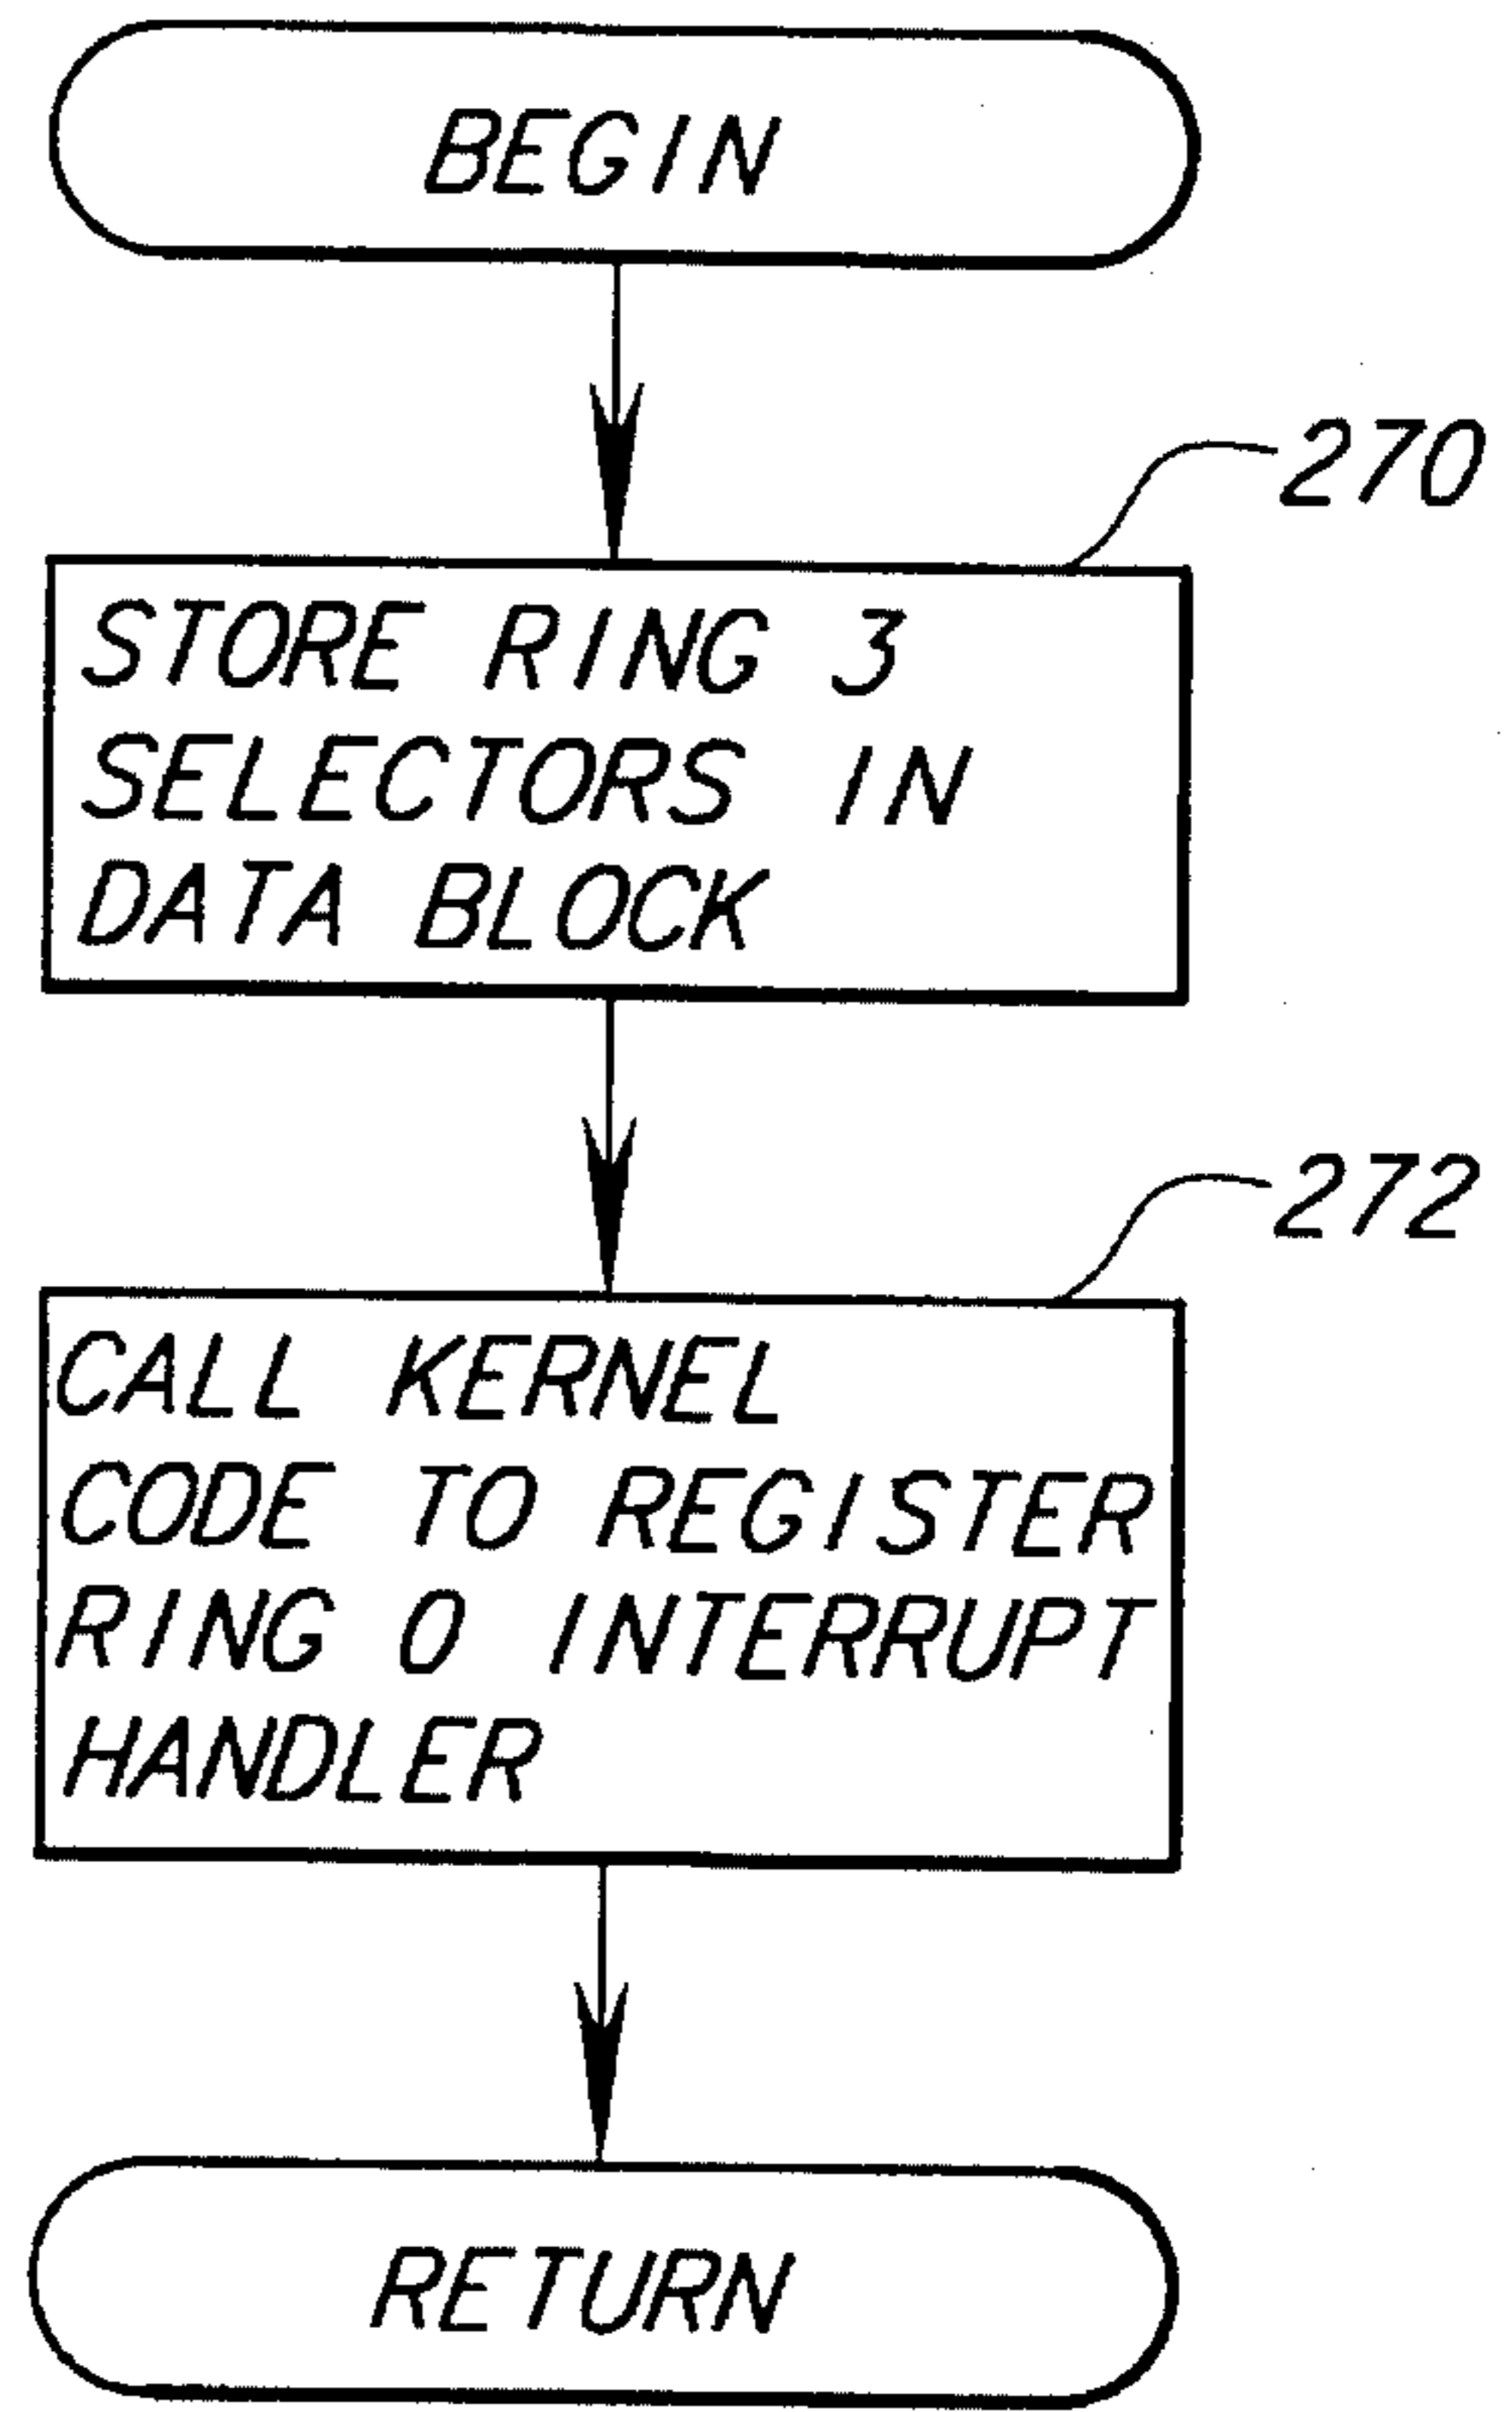 BEGIN
270
STORE RING 3
SELECTORS IN
DATA BLOCK
272
CALL KERNEL
CODE TO REGISTER
RING 0 INTERRUPT
HANDLER
RETURN